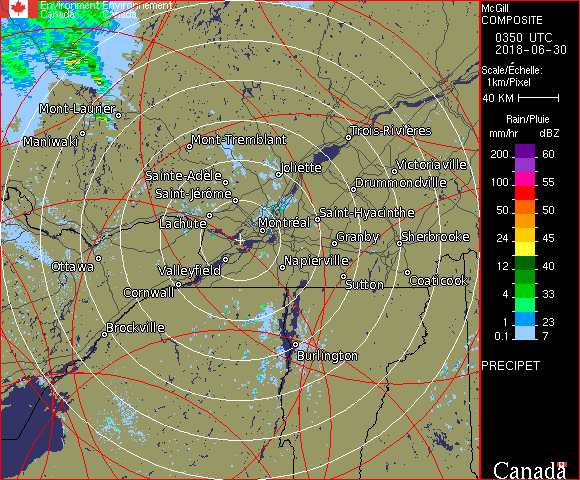 Environment Environnement
Canada Canada
McGill
COMPOSITE
0350 UTC
2018-06-30
Scale/Échelle:
1km/Pixel
40 KM
Rain/Pluie
mm/hr dBZ
200 60
150 57
100 55
50 50
24 45
12 40
4 33
1 23
0.1 7
PRECIPET
Canada
Mont-Laurier
Maniwaki
Mont-Tremblant
Trois-Rivières
Sainte-Adèle
Joliette
Victoriaville
Saint-Jérôme
Drummondville
Lachute
Montréal
Saint-Hyacinthe
Ottawa
Valleyfield
Granby
Sherbrooke
Napierville
Cornwall
Sutton
Coaticook
Brockville
Burlington